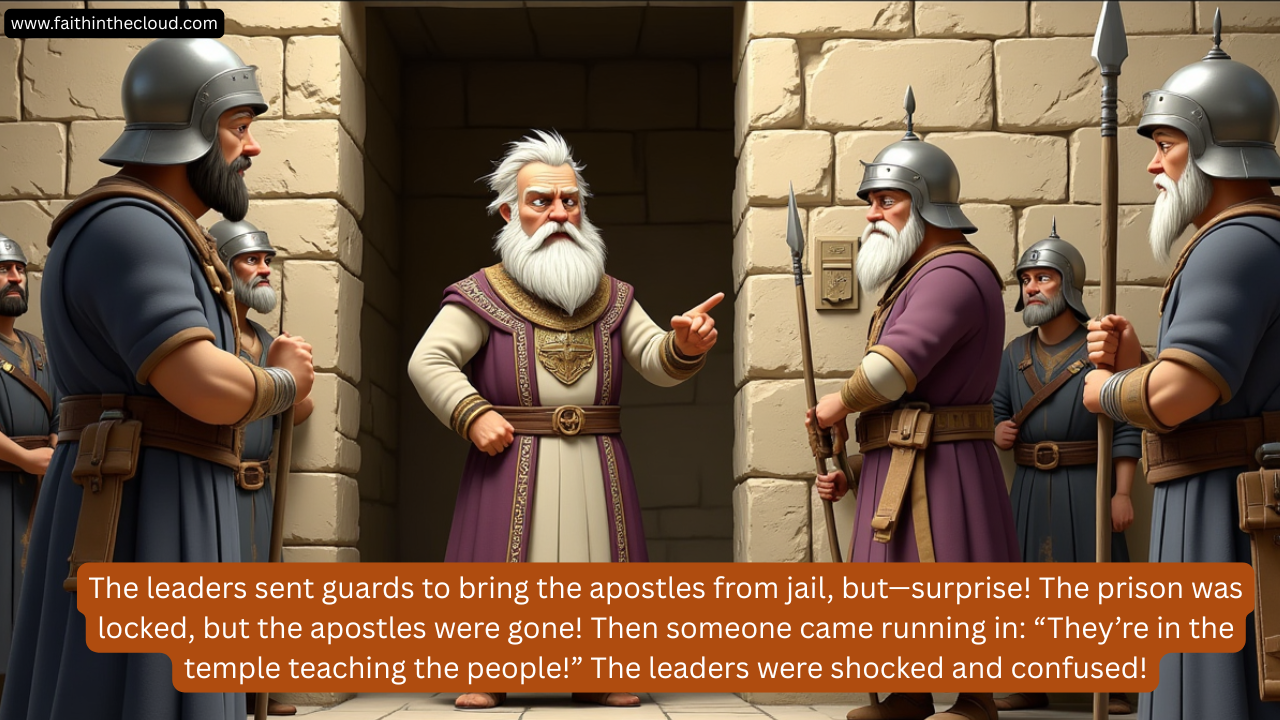 www.faithinthecloud.com
The leaders sent guards to bring the apostles from jail, but—surprise! The prison was
locked, but the apostles were gone! Then someone came running in: “They’re in the
temple teaching the people!” The leaders were shocked and confused!